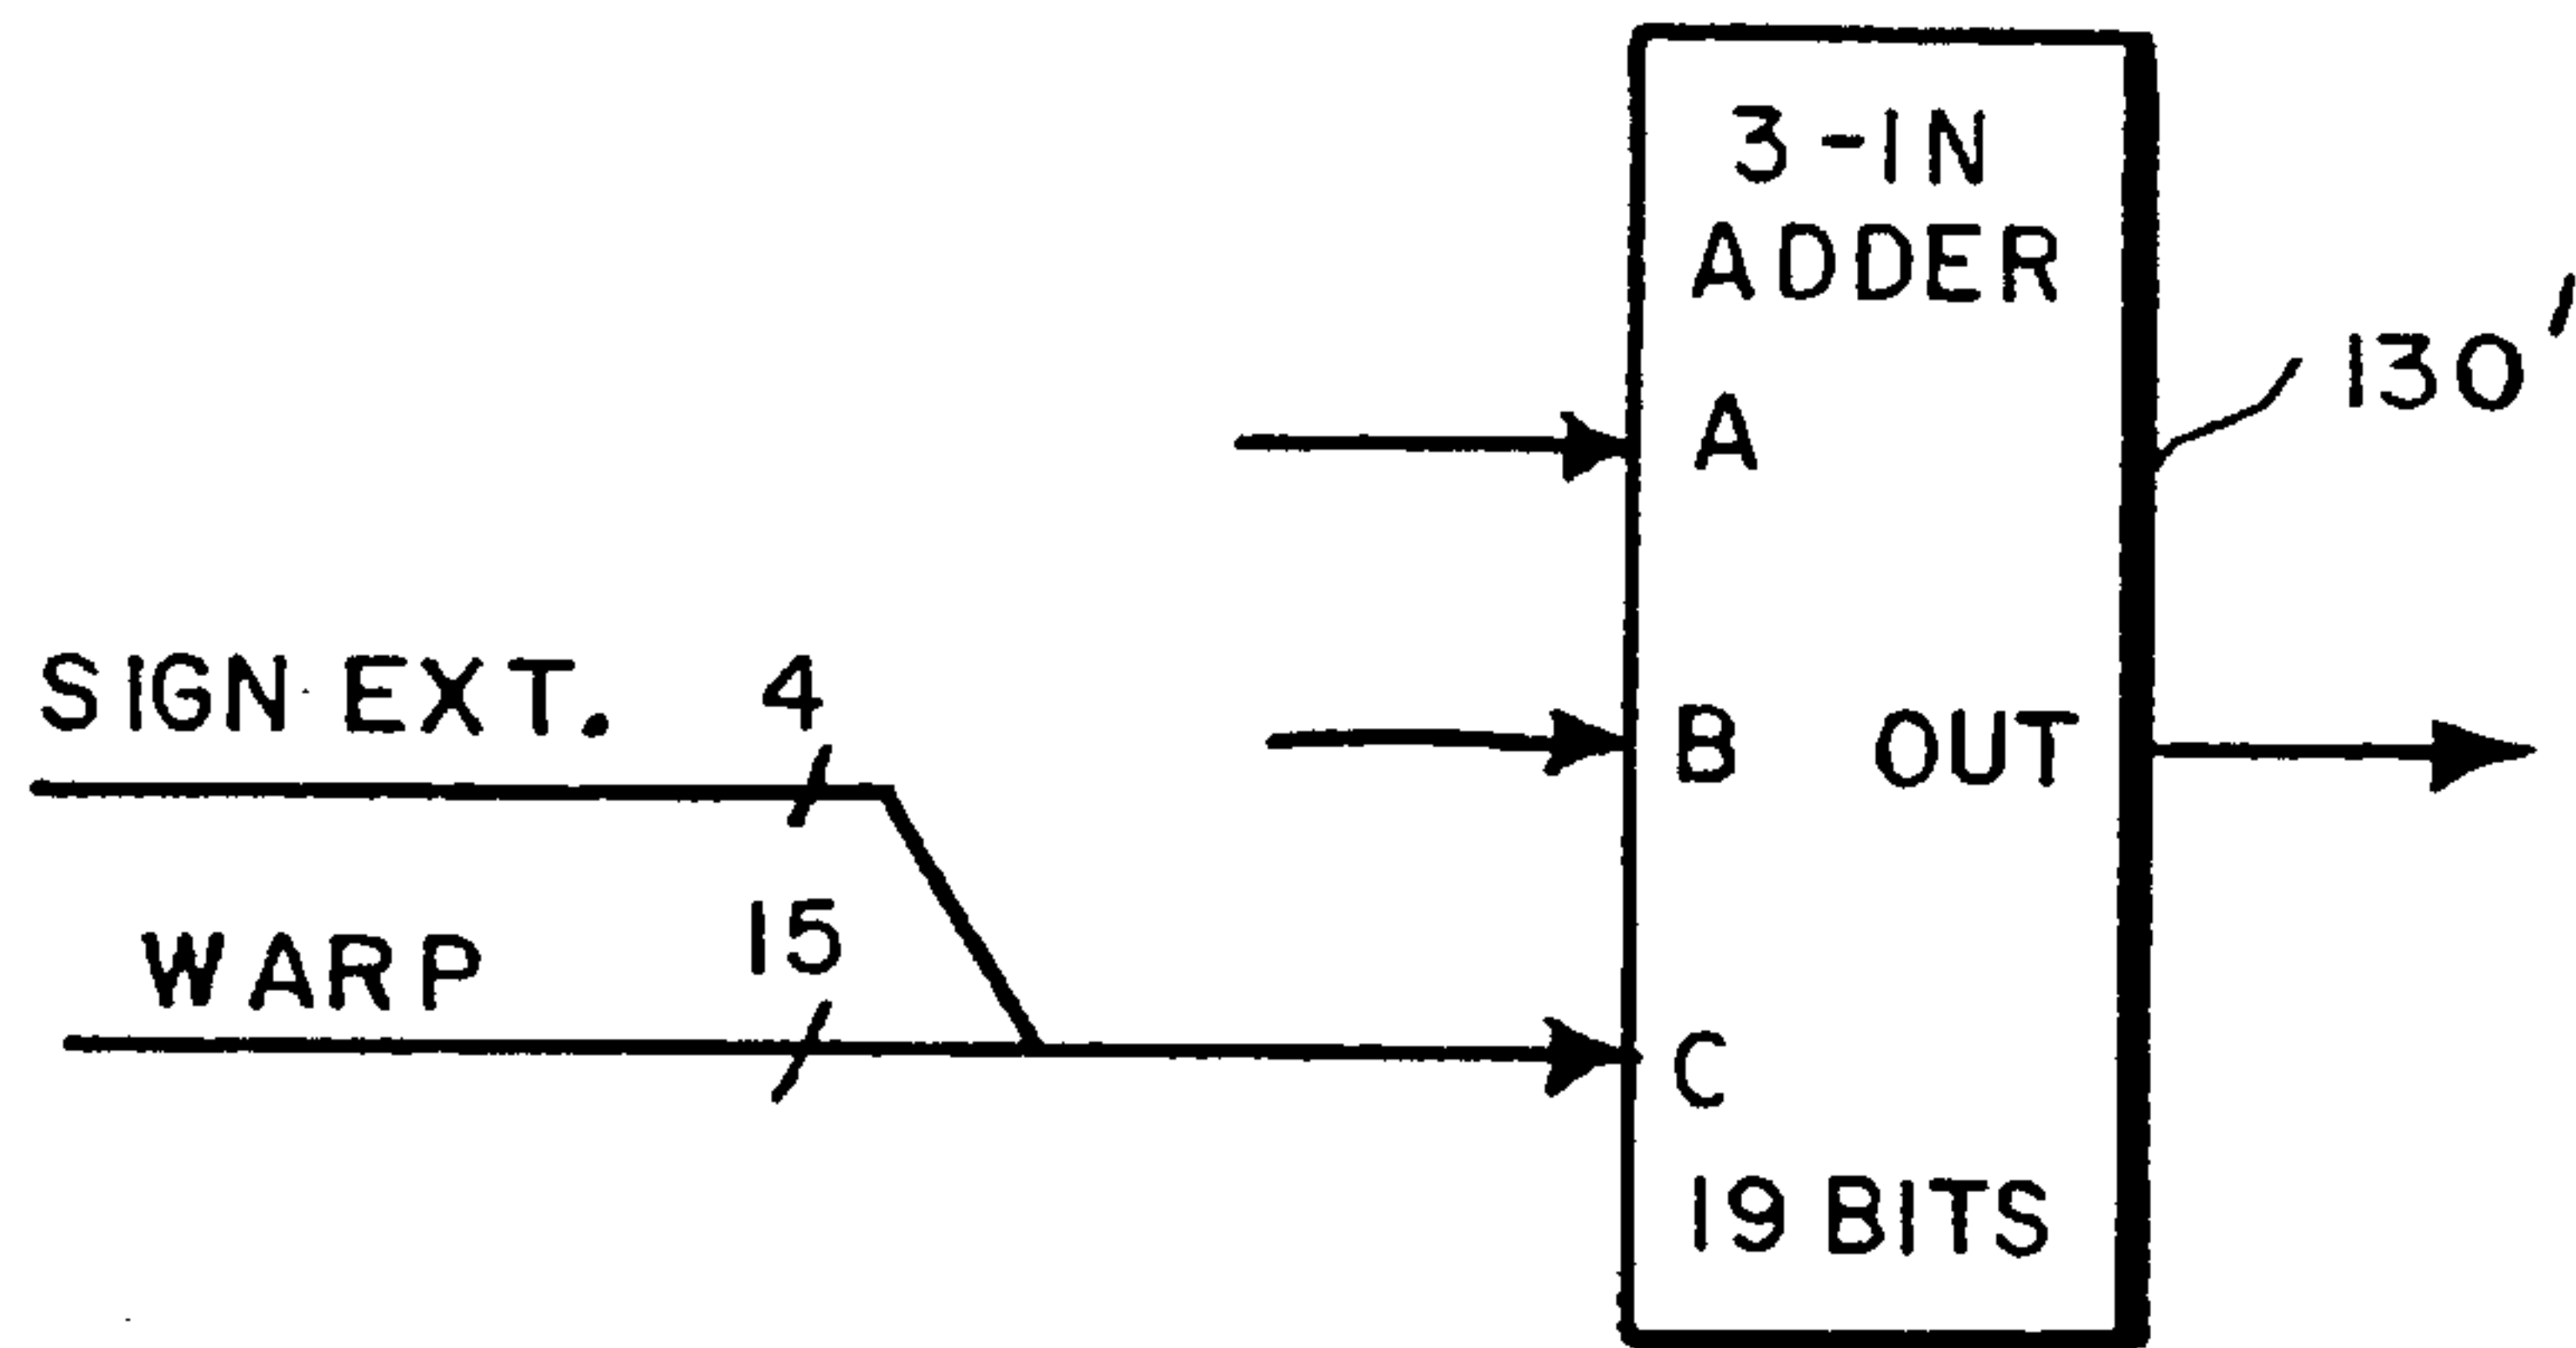 3-IN
ADDER
130'
A
SIGN EXT. 4
B OUT
WARP 15
C
19 BITS